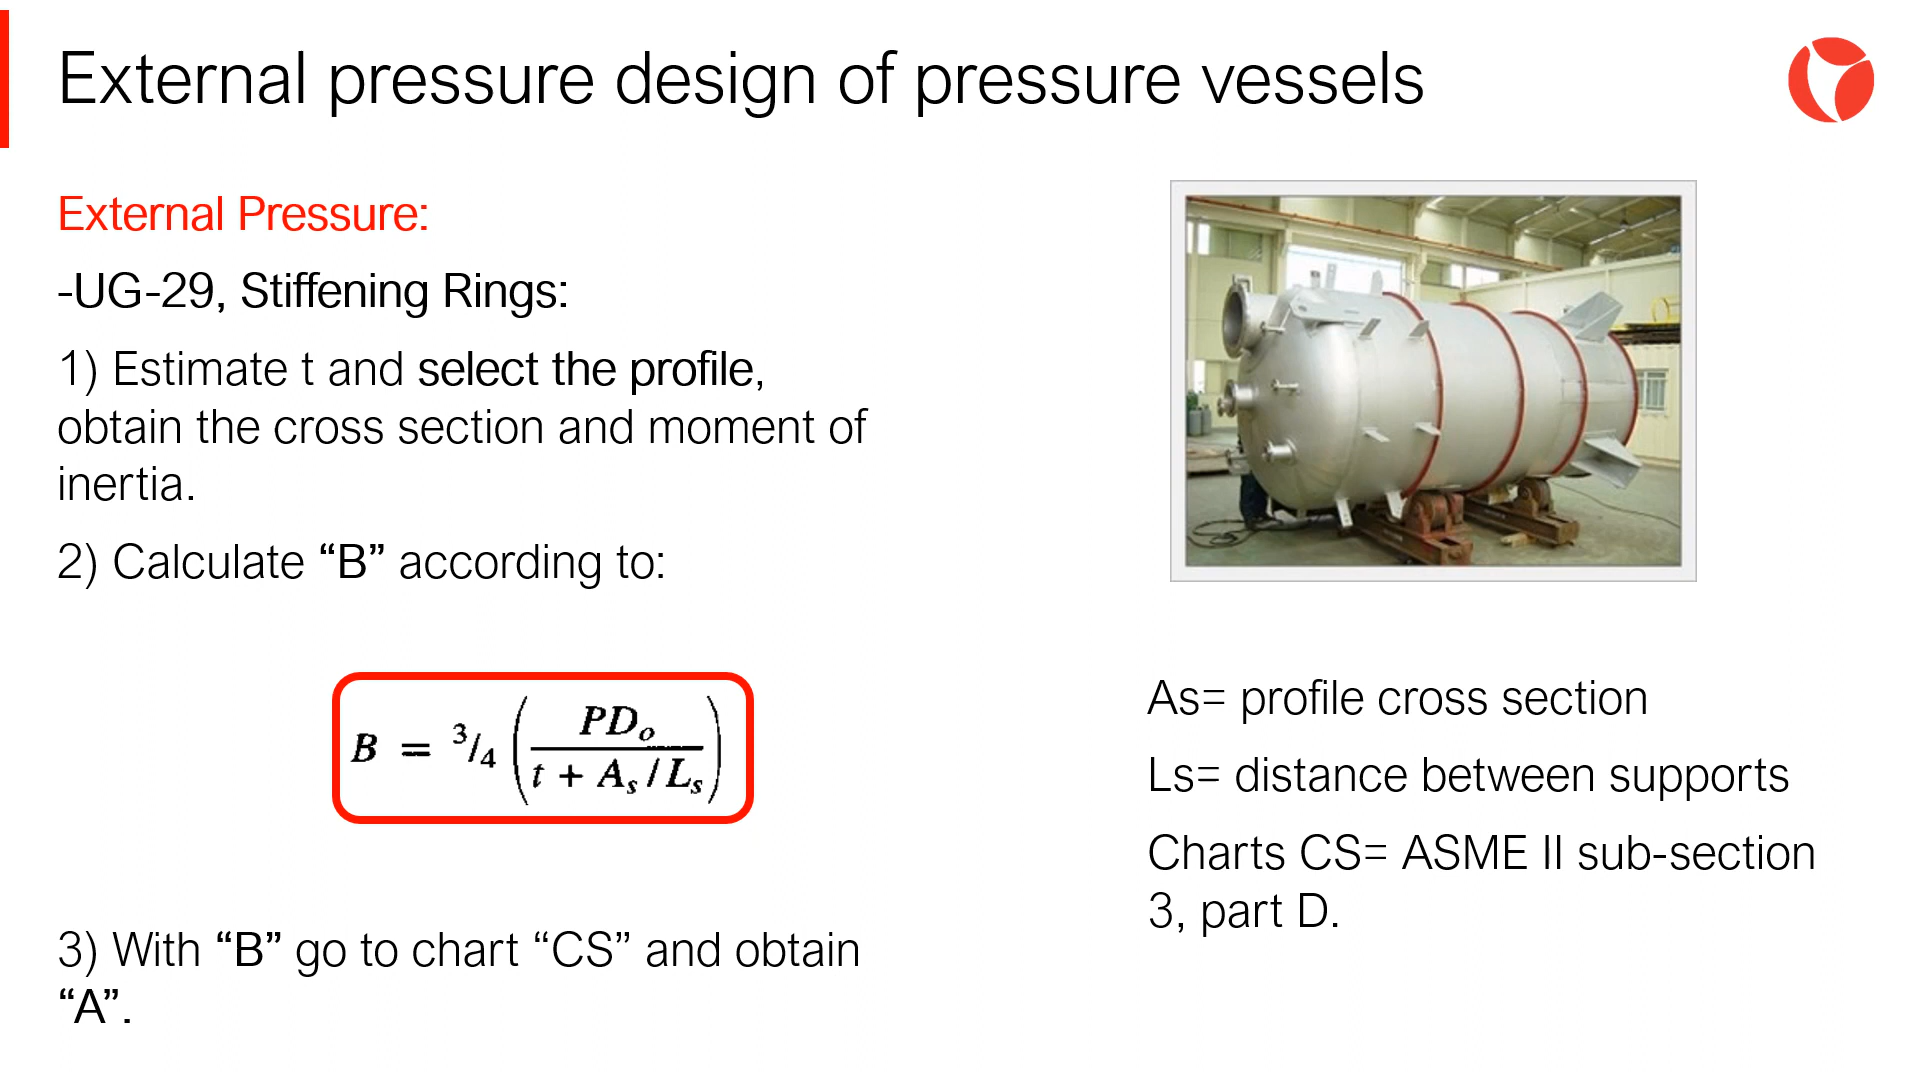 External pressure design of pressure vessels
External Pressure:
-UG-29, Stiffening Rings:
1) Estimate t and select the profile,
obtain the cross section and moment of
inertia.
2) Calculate “B” according to:
B = 3/4 ( PDo / t + As / Ls )
3) With “B” go to chart “CS” and obtain
“A”.
As= profile cross section
Ls= distance between supports
Charts CS= ASME II sub-section
3, part D.